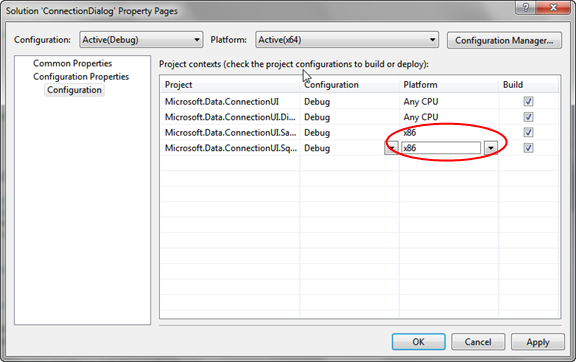 Solution 'ConnectionDialog' Property Pages
Configuration: Active(Debug) Platform: Active(x64) Configuration Manager...
Common Properties
Configuration Properties
Configuration
Project contexts (check the project configurations to build or deploy):
Project Configuration Platform Build
Microsoft.Data.ConnectionUI Debug Any CPU
Microsoft.Data.ConnectionUI.Di... Debug Any CPU
Microsoft.Data.ConnectionUI.Sa... Debug x86
Microsoft.Data.ConnectionUI.Sq... Debug x86
OK Cancel Apply